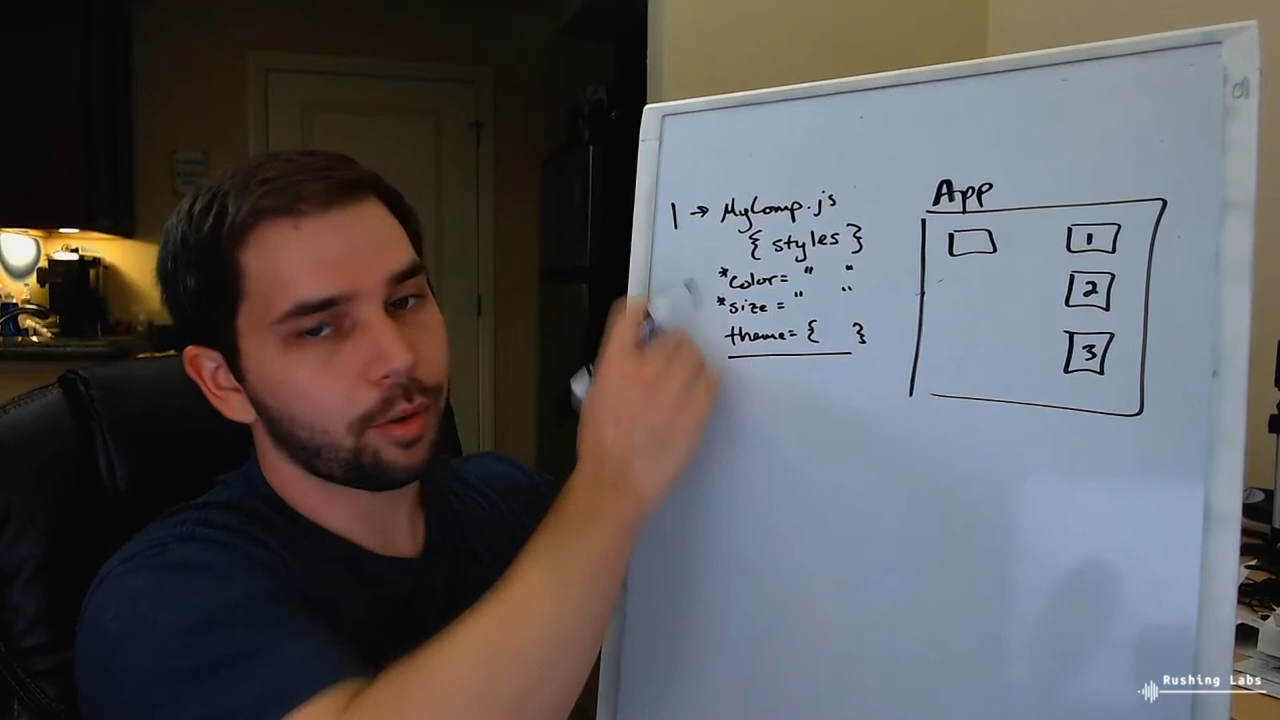 1 → MyComp.js
{ styles }
*color= " "
*size = " "
theme= { }
App
1
2
3
Rushing Labs